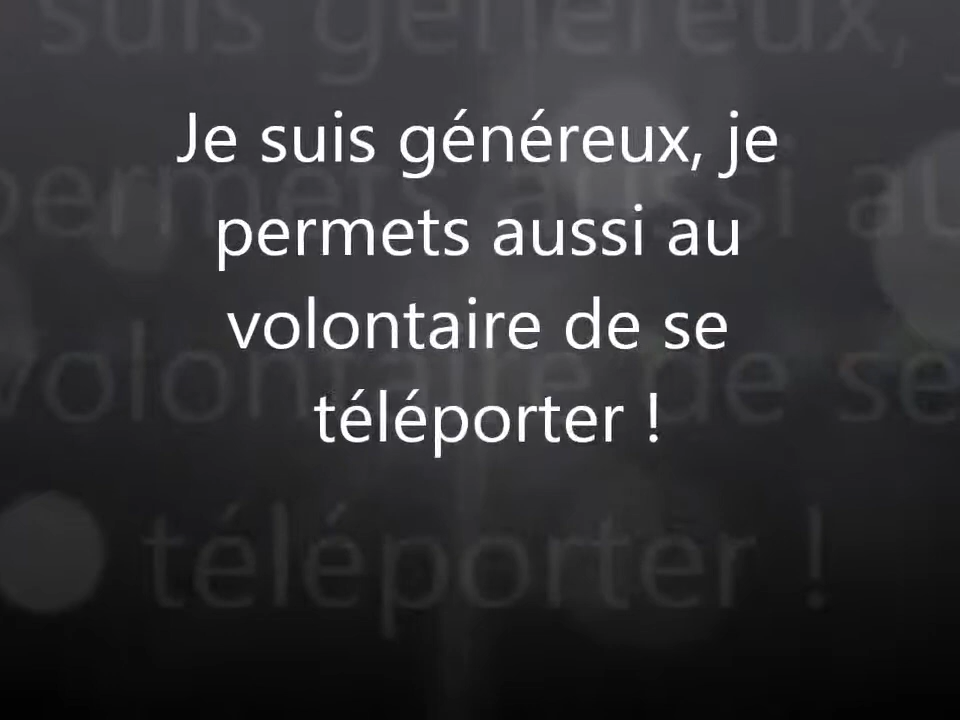 Je suis généreux, je
permets aussi au
volontaire de se
téléporter !